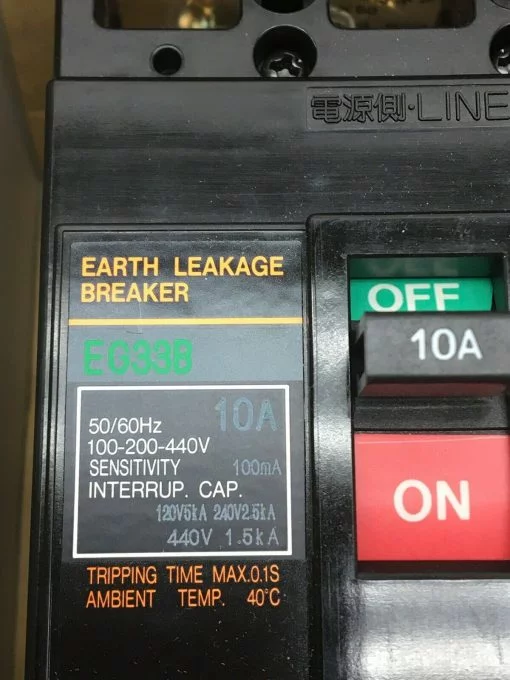 電源側・LINE
EARTH LEAKAGE
BREAKER
EG33B
10A
50/60Hz
100-200-440V
SENSITIVITY 100mA
INTERRUP. CAP.
120V5kA 240V2.5kA
440V 1.5kA
TRIPPING TIME MAX.0.1S
AMBIENT TEMP. 40°C
OFF
10A
ON